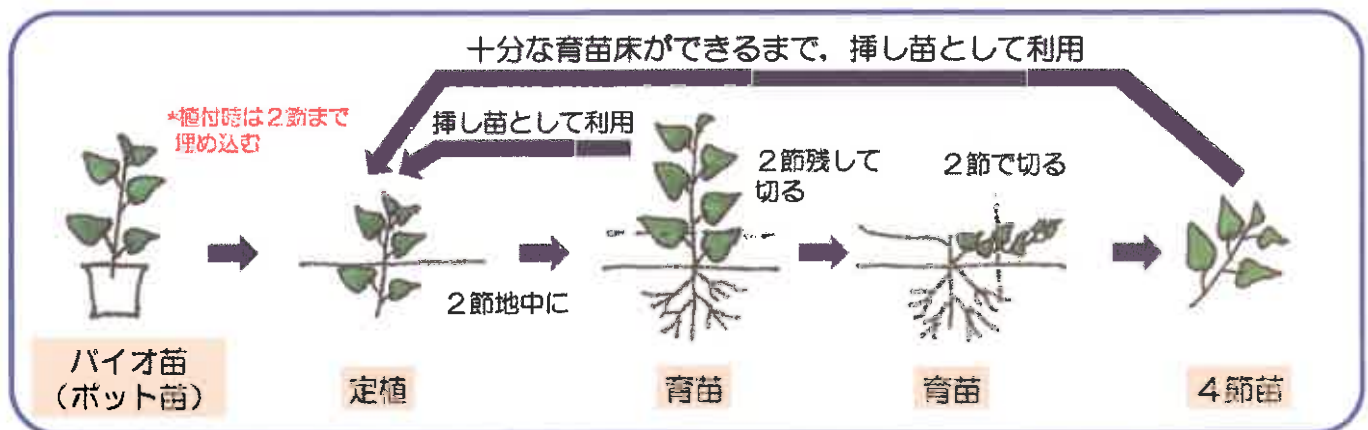 十分な育苗床ができるまで，挿し苗として利用
*植付時は２節まで
埋め込む
挿し苗として利用
２節残して
切る
２節で切る
２節地中に
バイオ苗
（ポット苗）
定植
育苗
育苗
４節苗